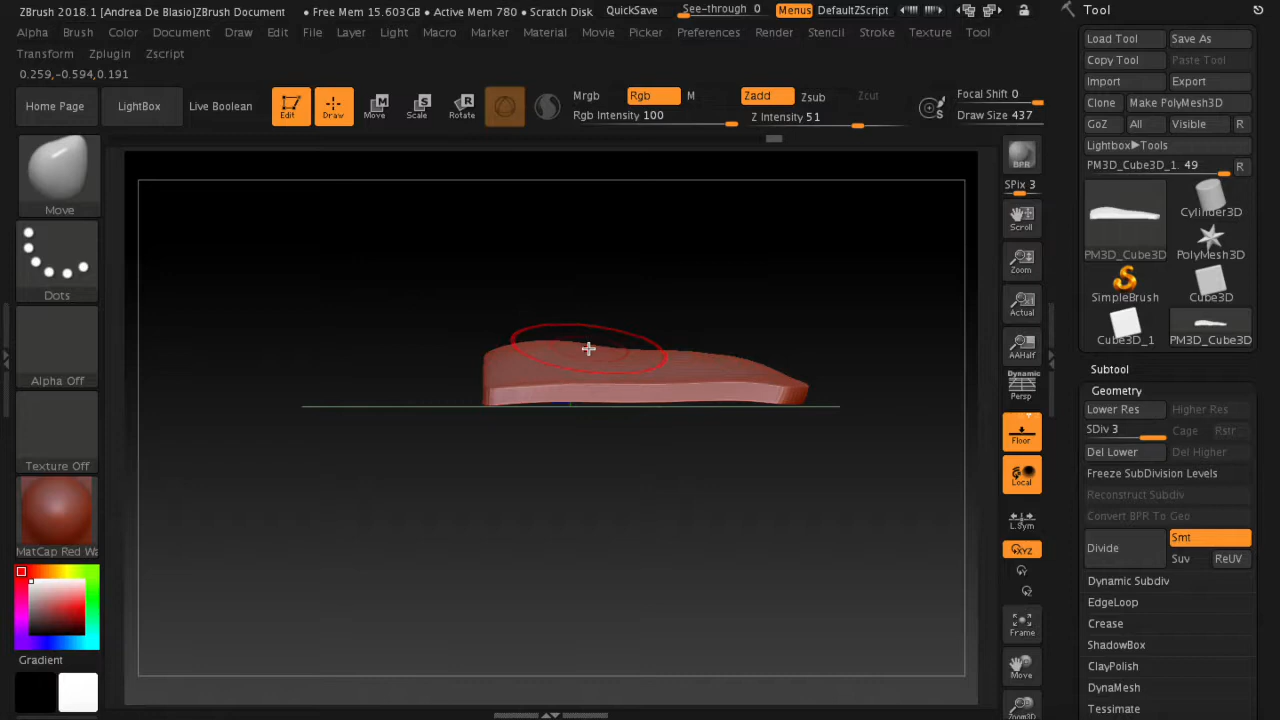 ZBrush 2018.1 [Andrea De Blasio]ZBrush Document
• Free Mem 15.603GB • Active Mem 780 • Scratch Disk
QuickSave
See-through 0
Menus
DefaultZScript
Tool
Alpha Brush Color Document Draw Edit File Layer Light Macro Marker Material Movie Picker Preferences Render Stencil Stroke Texture Tool
Transform Zplugin Zscript
0.259,-0.594,0.191
Home Page
LightBox
Live Boolean
Edit
Draw
Move
Scale
Rotate
Mrgb
Rgb
M
Rgb Intensity 100
Zadd
Zsub
Zcut
Z Intensity 51
Focal Shift 0
Draw Size 437
Load Tool
Save As
Copy Tool
Paste Tool
Import
Export
Clone
Make PolyMesh3D
GoZ
All
Visible
R
Lightbox▶Tools
PM3D_Cube3D_1. 49
R
PM3D_Cube3D
Cylinder3D
PolyMesh3D
SimpleBrush
Cube3D
Cube3D_1
PM3D_Cube3D
Subtool
Geometry
Lower Res
Higher Res
SDiv 3
Cage
Rstr
Del Lower
Del Higher
Freeze SubDivision Levels
Reconstruct Subdiv
Convert BPR To Geo
Divide
Smt
Suv
ReUV
Dynamic Subdiv
EdgeLoop
Crease
ShadowBox
ClayPolish
DynaMesh
Tessimate
Move
Dots
Alpha Off
Texture Off
MatCap Red Wa
Gradient
BPR
SPix 3
Scroll
Zoom
Actual
AAHalf
Dynamic
Persp
Floor
Local
L.Sym
XYZ
Y
Z
Frame
Move
Zoom3D